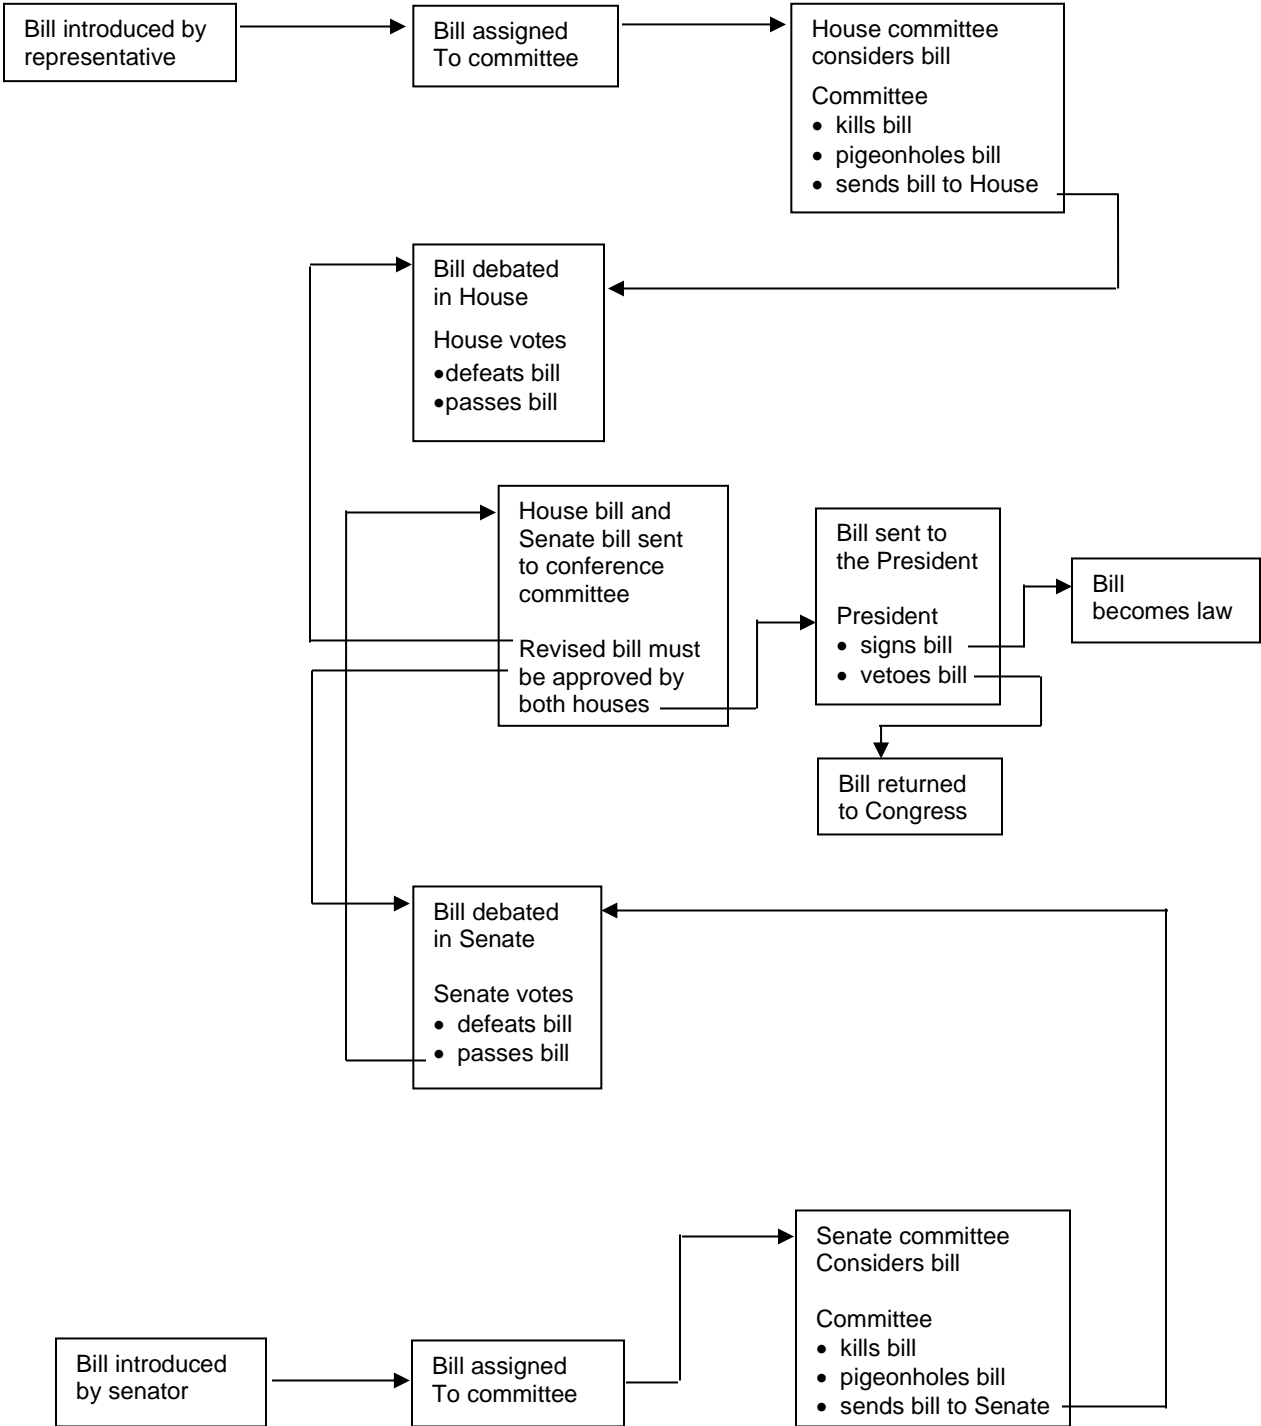 Bill introduced by
representative
Bill assigned
To committee
House committee
considers bill
Committee
• kills bill
• pigeonholes bill
• sends bill to House
Bill debated
in House
House votes
•defeats bill
•passes bill
House bill and
Senate bill sent
to conference
committee
Revised bill must
be approved by
both houses
Bill sent to
the President
President
• signs bill
• vetoes bill
Bill
becomes law
Bill returned
to Congress
Bill debated
in Senate
Senate votes
• defeats bill
• passes bill
Bill introduced
by senator
Bill assigned
To committee
Senate committee
Considers bill
Committee
• kills bill
• pigeonholes bill
• sends bill to Senate